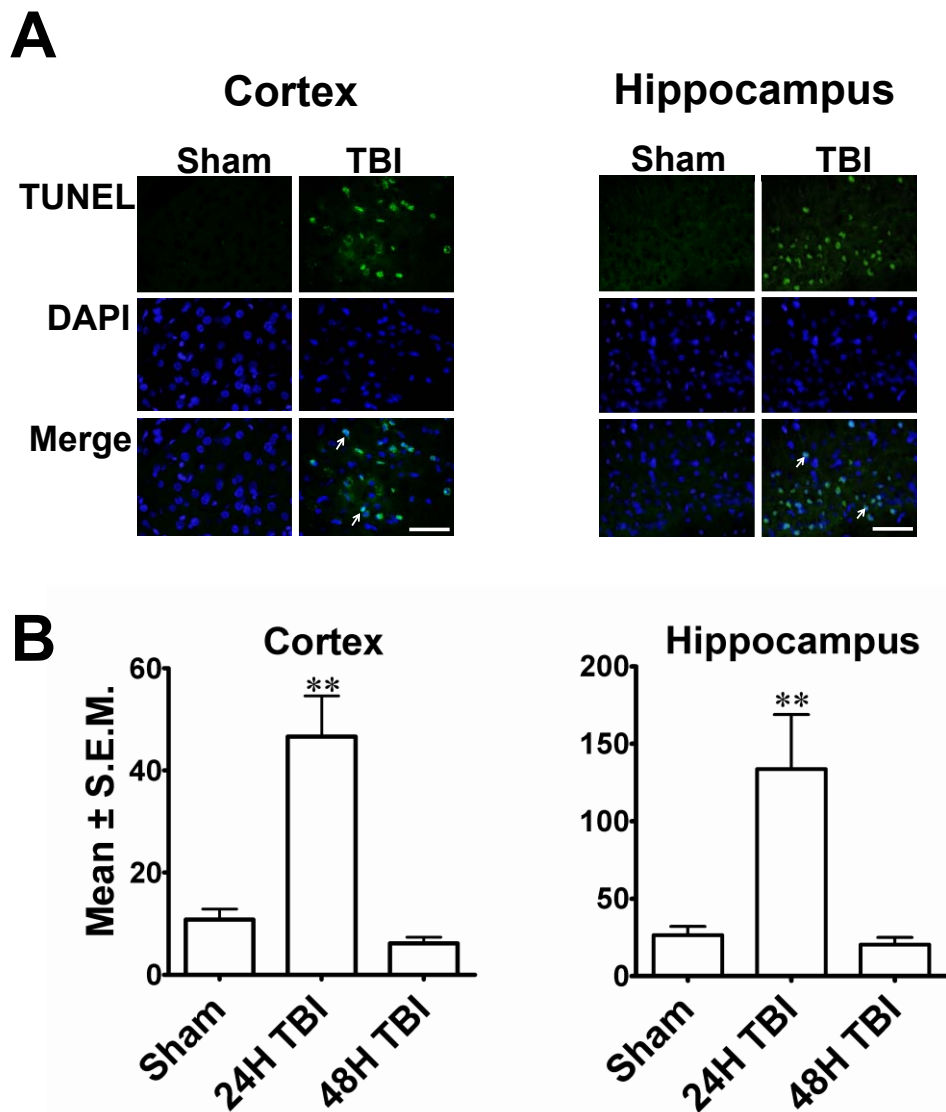 A
Cortex
Hippocampus
Sham TBI
Sham TBI
TUNEL
DAPI
Merge
B
Cortex
Hippocampus
Mean ± S.E.M.
60
40
20
0
**
Sham
24H TBI
48H TBI
200
150
100
50
0
**
Sham
24H TBI
48H TBI